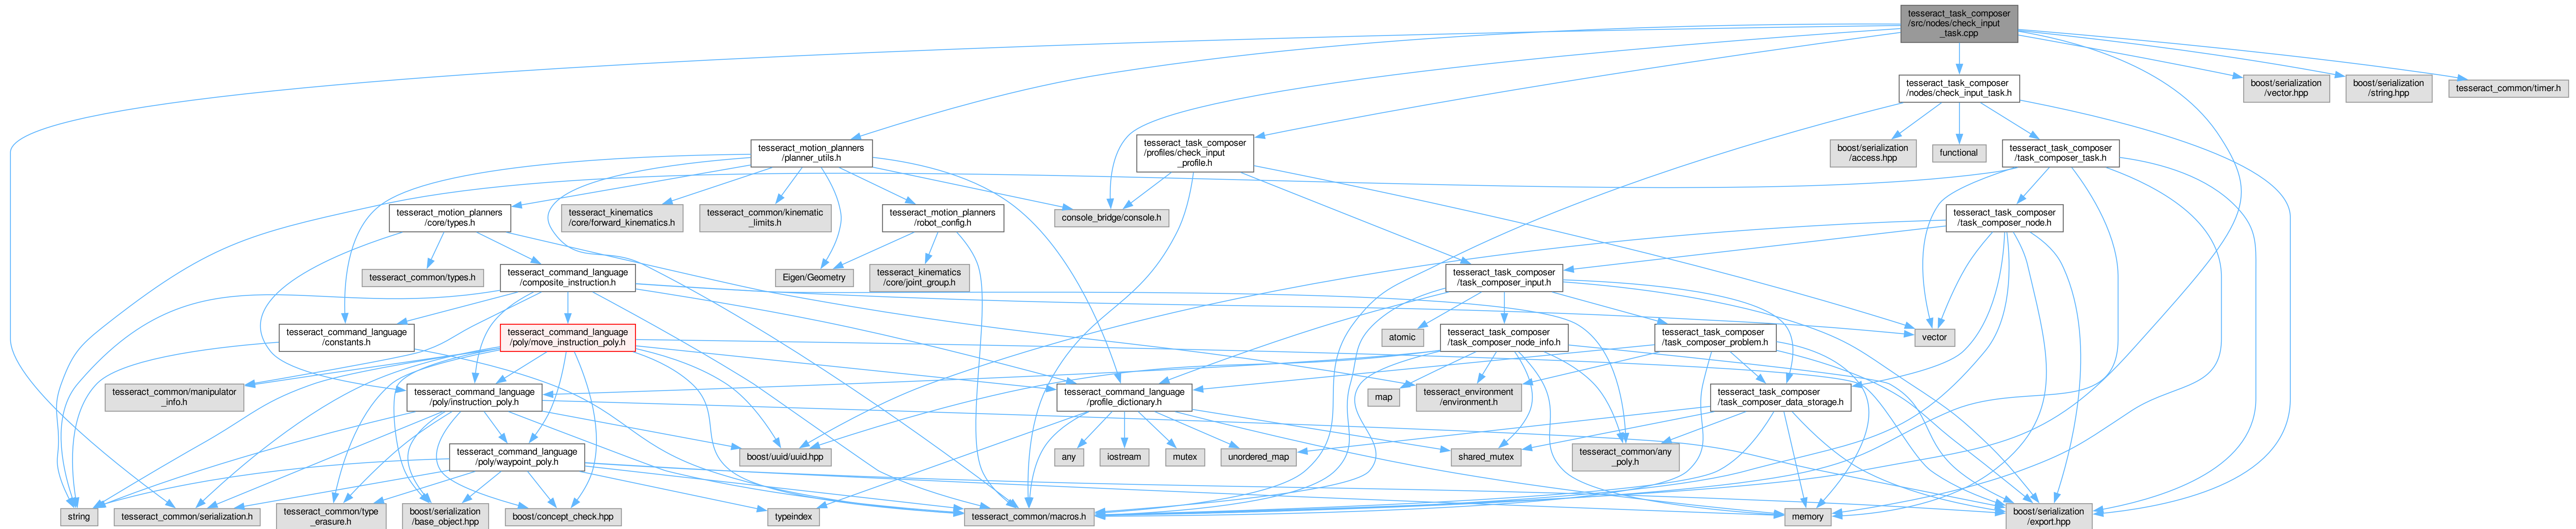 tesseract_task_composer
/src/nodes/check_input
_task.cpp
tesseract_task_composer
/nodes/check_input_task.h
boost/serialization
/vector.hpp
boost/serialization
/string.hpp
tesseract_common/timer.h
tesseract_motion_planners
/planner_utils.h
tesseract_task_composer
/profiles/check_input
_profile.h
boost/serialization
/access.hpp
functional
tesseract_task_composer
/task_composer_task.h
tesseract_motion_planners
/core/types.h
tesseract_kinematics
/core/forward_kinematics.h
tesseract_common/kinematic
_limits.h
tesseract_motion_planners
/robot_config.h
console_bridge/console.h
tesseract_task_composer
/task_composer_node.h
tesseract_common/types.h
tesseract_command_language
/composite_instruction.h
Eigen/Geometry
tesseract_kinematics
/core/joint_group.h
tesseract_task_composer
/task_composer_input.h
tesseract_command_language
/constants.h
tesseract_command_language
/poly/move_instruction_poly.h
atomic
tesseract_task_composer
/task_composer_node_info.h
tesseract_task_composer
/task_composer_problem.h
vector
tesseract_common/manipulator
_info.h
tesseract_command_language
/poly/instruction_poly.h
tesseract_command_language
/profile_dictionary.h
map
tesseract_environment
/environment.h
tesseract_task_composer
/task_composer_data_storage.h
tesseract_command_language
/poly/waypoint_poly.h
boost/uuid/uuid.hpp
any
iostream
mutex
unordered_map
shared_mutex
tesseract_common/any
_poly.h
string
tesseract_common/serialization.h
tesseract_common/type
_erasure.h
boost/serialization
/base_object.hpp
boost/concept_check.hpp
typeindex
tesseract_common/macros.h
memory
boost/serialization
/export.hpp